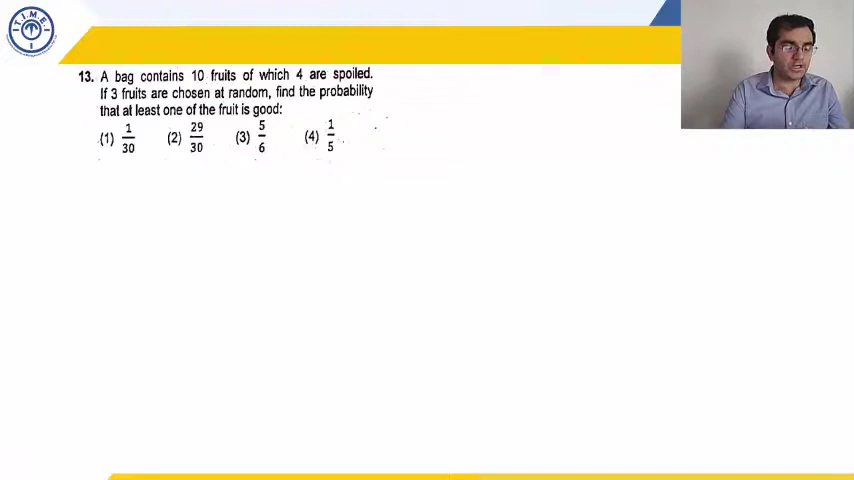 T.I.M.E.
13. A bag contains 10 fruits of which 4 are spoiled.
If 3 fruits are chosen at random, find the probability
that at least one of the fruit is good:
(1) 1/30 (2) 29/30 (3) 5/6 (4) 1/5